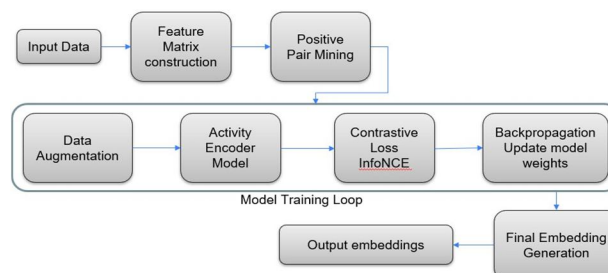 Input Data
Feature
Matrix
construction
Positive
Pair Mining
Data
Augmentation
Activity
Encoder
Model
Contrastive
Loss
InfoNCE
Backpropagation
Update model
weights
Model Training Loop
Final Embedding
Generation
Output embeddings